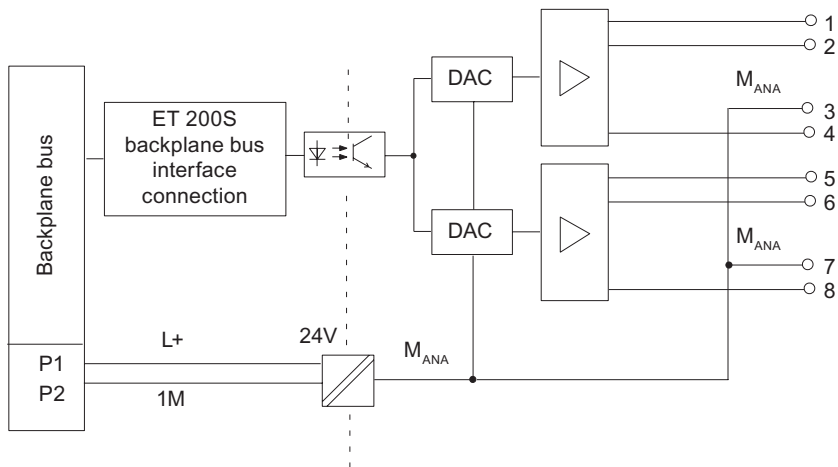 Backplane bus
P1
P2
ET 200S
backplane bus
interface
connection
L+
1M
24V
DAC
DAC
M_ANA
M_ANA
M_ANA
1
2
3
4
5
6
7
8